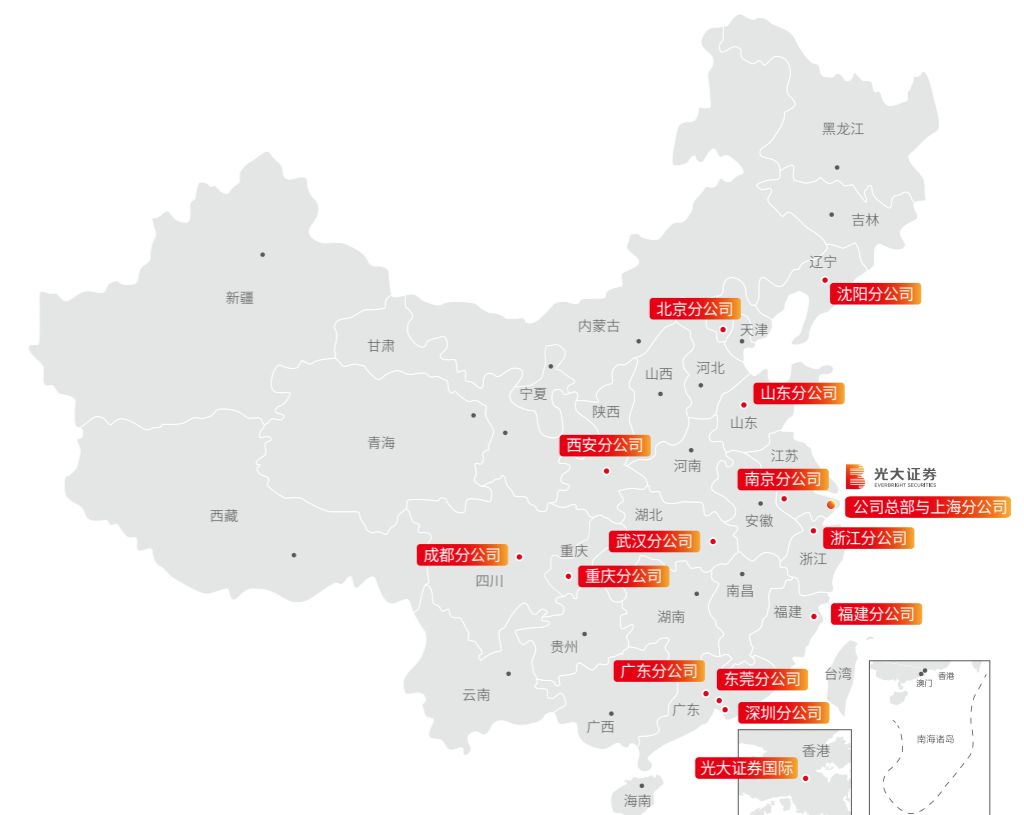 黑龙江
吉林
辽宁
沈阳分公司
新疆
北京分公司
内蒙古
天津
甘肃
山西
河北
宁夏
山东分公司
陕西
山东
青海
西安分公司
江苏
河南
南京分公司
光大证券
EVERBRIGHT SECURITIES
公司总部与上海分公司
西藏
湖北
安徽
武汉分公司
浙江分公司
成都分公司
重庆
浙江
四川
重庆分公司
南昌
湖南
福建
福建分公司
贵州
广东分公司
东莞分公司
台湾
香港
澳门
云南
广东
深圳分公司
广西
南海诸岛
香港
光大证券国际
海南